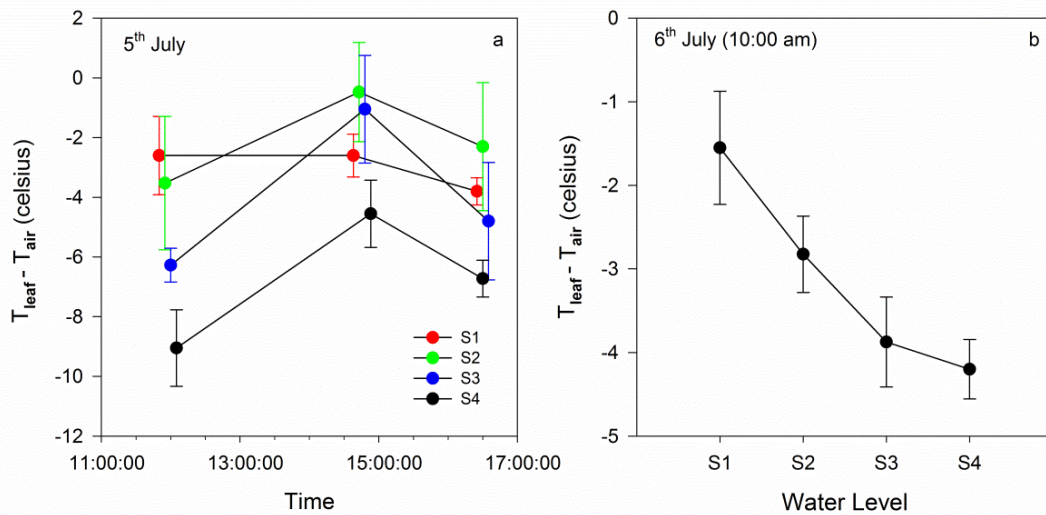 5th July
a
2
0
-2
-4
-6
-8
-10
-12
Tleaf - Tair (celsius)
S1
S2
S3
S4
11:00:00
13:00:00
15:00:00
17:00:00
Time
6th July (10:00 am)
b
0
-1
-2
-3
-4
-5
Tleaf - Tair (celsius)
S1
S2
S3
S4
Water Level